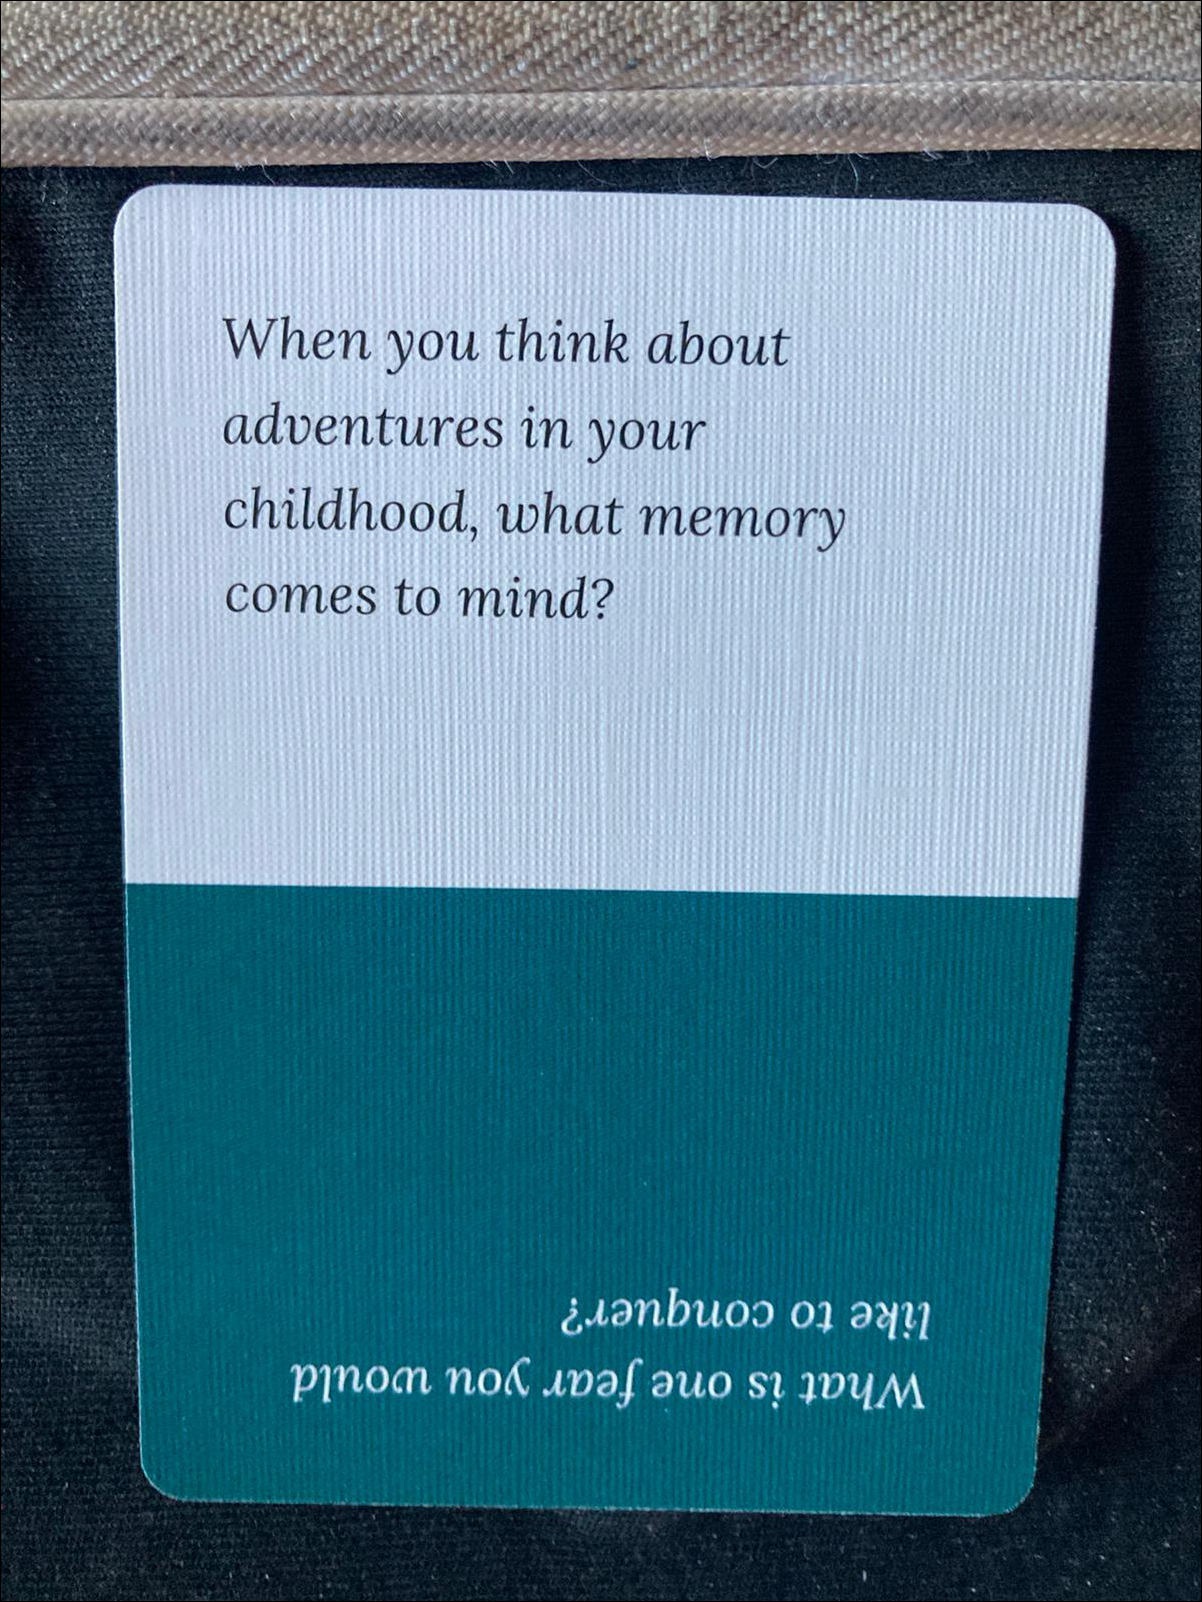 When you think about
adventures in your
childhood, what memory
comes to mind?
What is one fear you would
like to conquer?